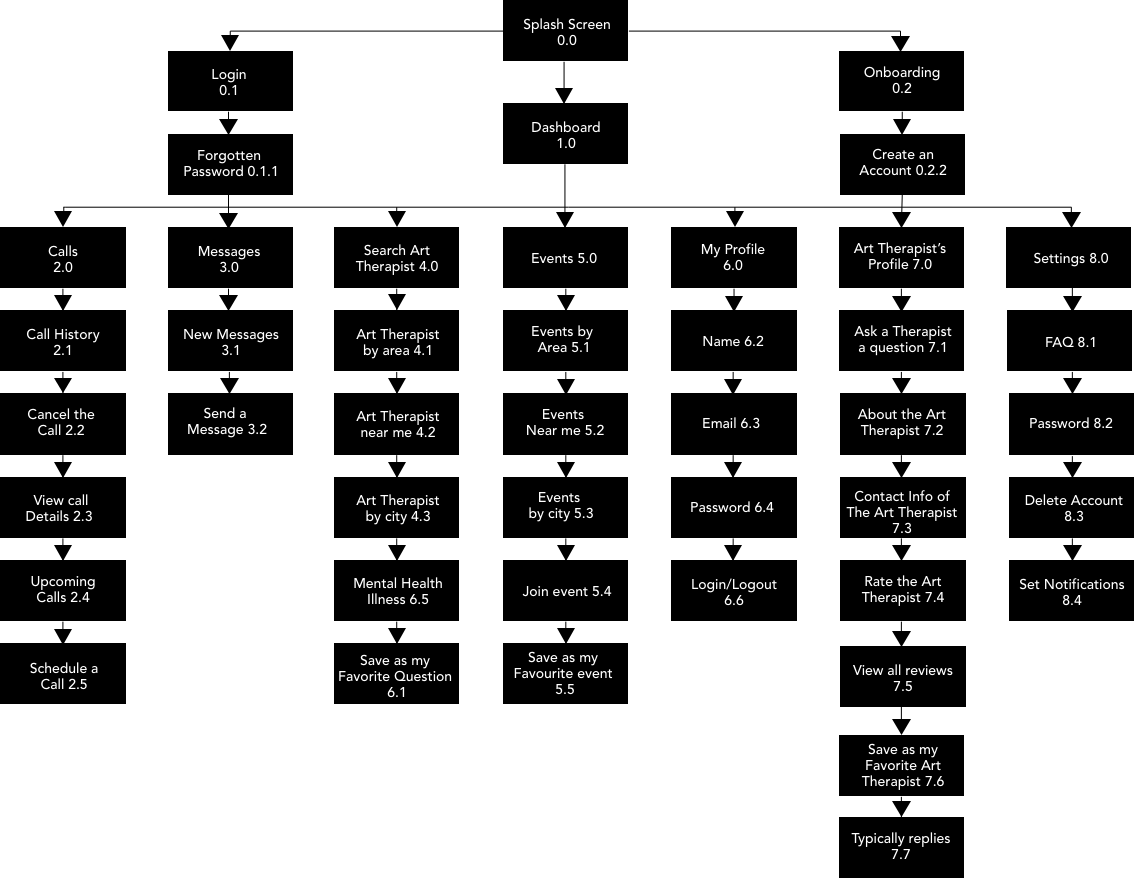 Splash Screen
0.0
Login
0.1
Onboarding
0.2
Dashboard
1.0
Forgotten
Password 0.1.1
Create an
Account 0.2.2
Calls
2.0
Messages
3.0
Search Art
Therapist 4.0
Events 5.0
My Profile
6.0
Art Therapist's
Profile 7.0
Settings 8.0
Call History
2.1
New Messages
3.1
Art Therapist
by area 4.1
Events by
Area 5.1
Name 6.2
Ask a Therapist
a question 7.1
FAQ 8.1
Cancel the
Call 2.2
Send a
Message 3.2
Art Therapist
near me 4.2
Events
Near me 5.2
Email 6.3
About the Art
Therapist 7.2
Password 8.2
View call
Details 2.3
Art Therapist
by city 4.3
Events
by city 5.3
Password 6.4
Contact Info of
The Art Therapist
7.3
Delete Account
8.3
Upcoming
Calls 2.4
Mental Health
Illness 6.5
Join event 5.4
Login/Logout
6.6
Rate the Art
Therapist 7.4
Set Notifications
8.4
Schedule a
Call 2.5
Save as my
Favorite Question
6.1
Save as my
Favourite event
5.5
View all reviews
7.5
Save as my
Favorite Art
Therapist 7.6
Typically replies
7.7